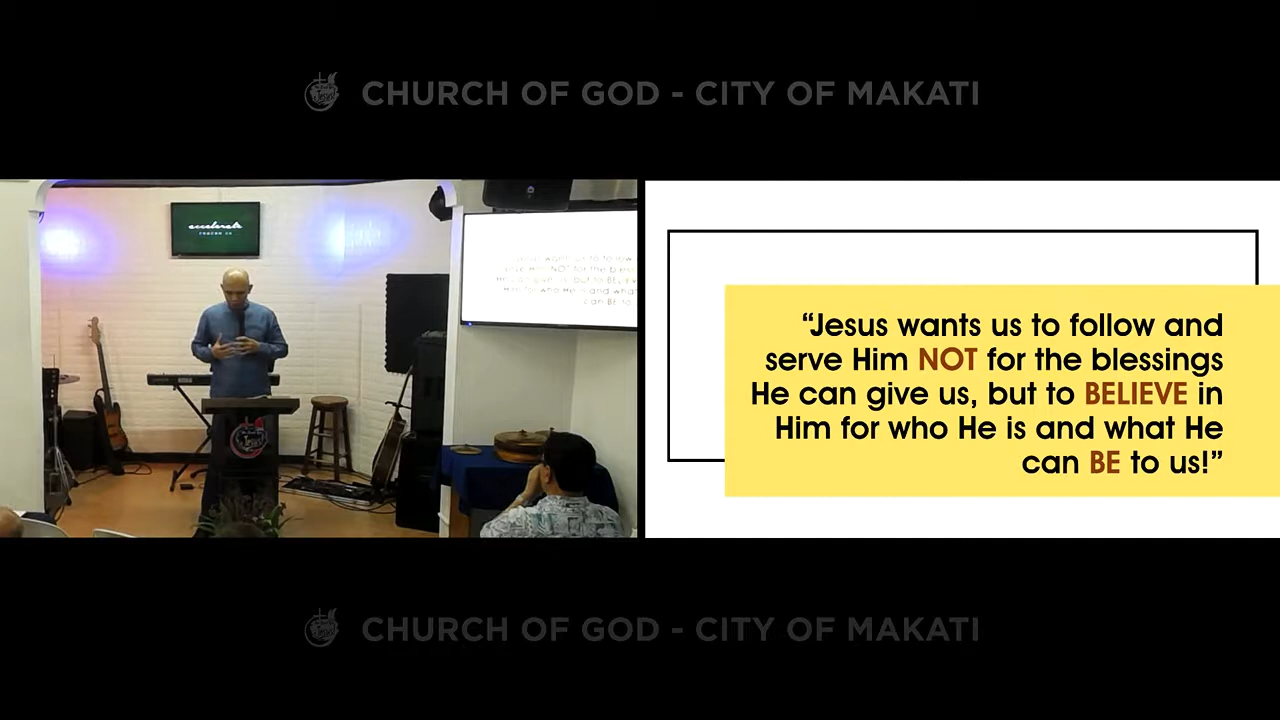 CHURCH OF GOD - CITY OF MAKATI
accelerate
“Jesus wants us to follow and
serve Him NOT for the blessings
He can give us, but to BELIEVE in
Him for who He is and what He
can BE to us!”
CHURCH OF GOD - CITY OF MAKATI